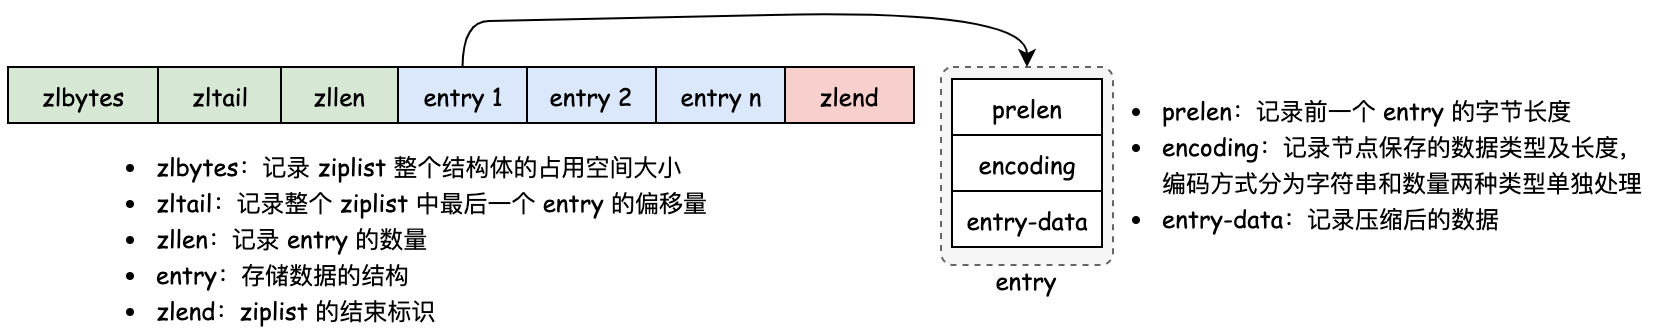 zlbytes zltail zllen entry 1 entry 2 entry n zlend
• zlbytes：记录 ziplist 整个结构体的占用空间大小
• zltail：记录整个 ziplist 中最后一个 entry 的偏移量
• zllen：记录 entry 的数量
• entry：存储数据的结构
• zlend：ziplist 的结束标识
prelen
encoding
entry-data
entry
• prelen：记录前一个 entry 的字节长度
• encoding：记录节点保存的数据类型及长度，
编码方式分为字符串和数量两种类型单独处理
• entry-data：记录压缩后的数据